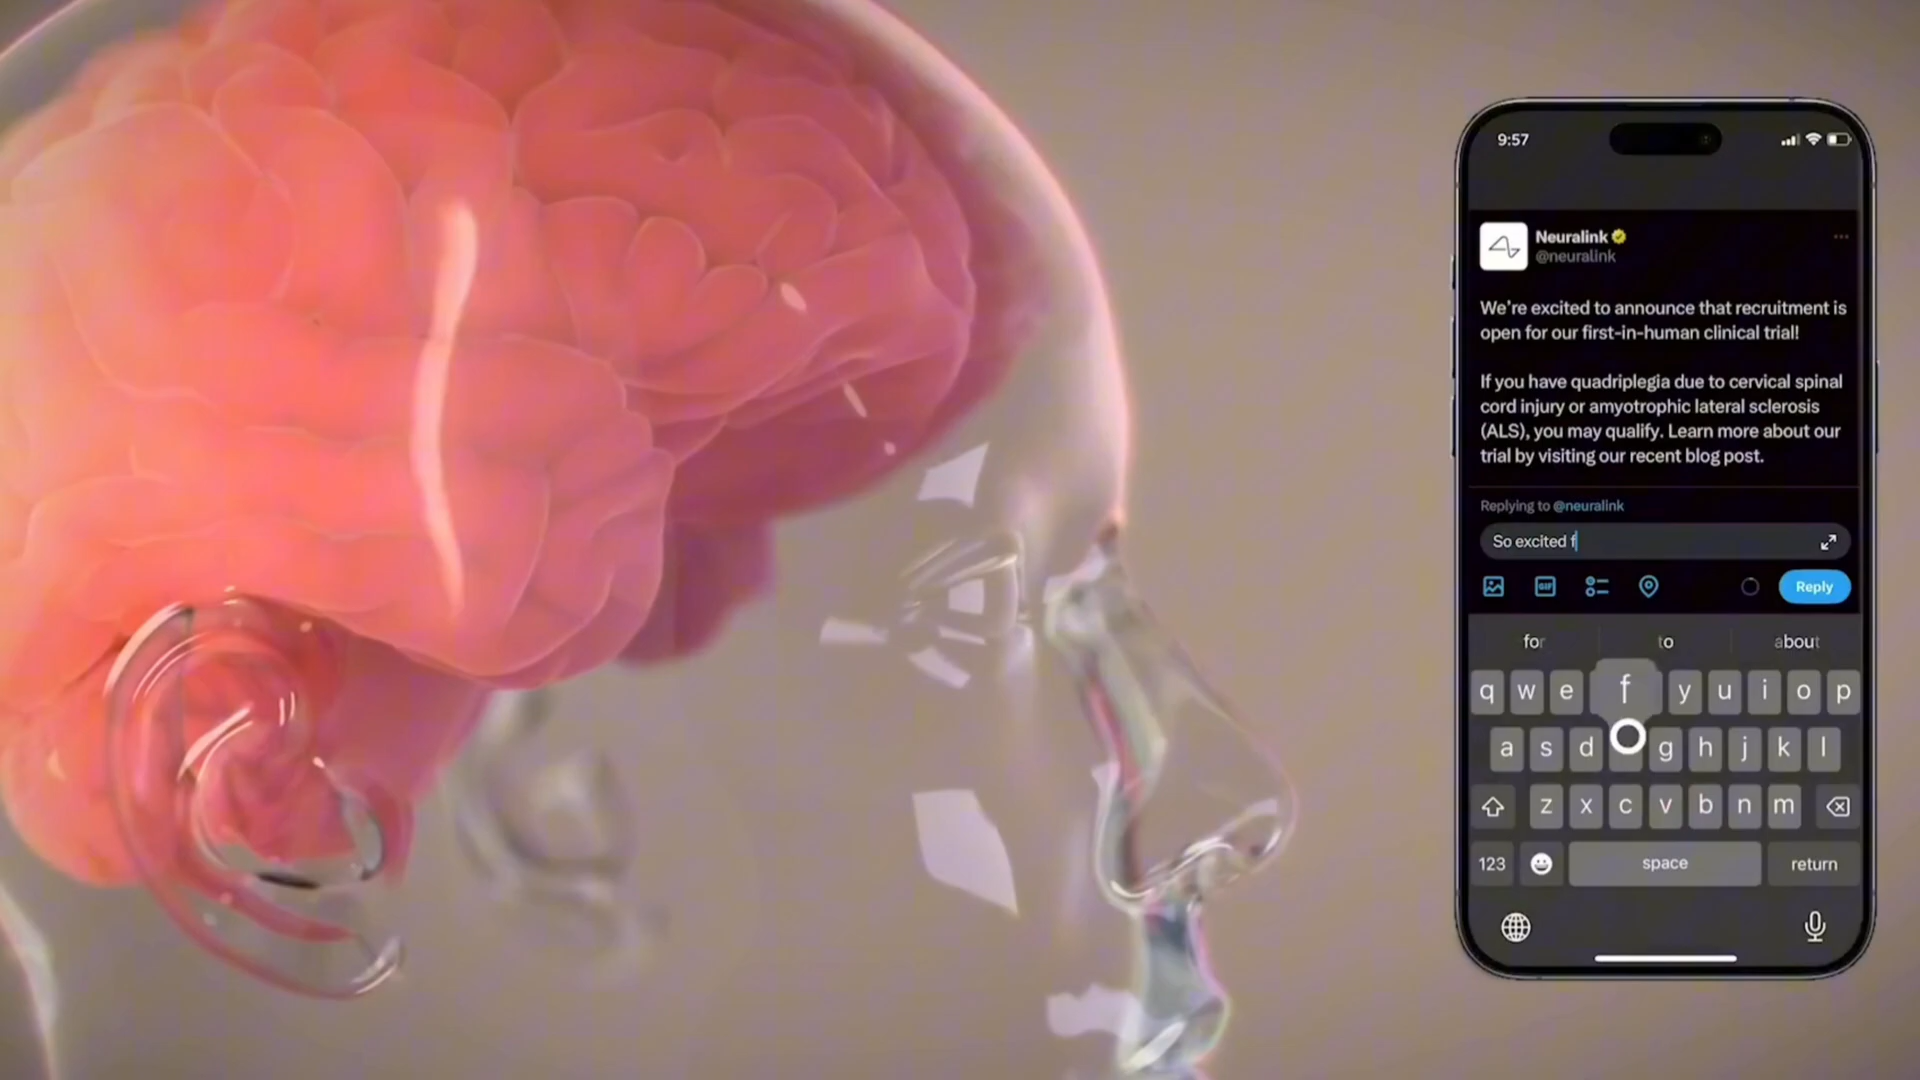 9:57
Neuralink
@neuralink
We're excited to announce that recruitment is
open for our first-in-human clinical trial!
If you have quadriplegia due to cervical spinal
cord injury or amyotrophic lateral sclerosis
(ALS), you may qualify. Learn more about our
trial by visiting our recent blog post.
Replying to @neuralink
So excited f
GIF
Reply
for to about
q w e f y u i o p
a s d g h j k l
z x c v b n m
123 space return